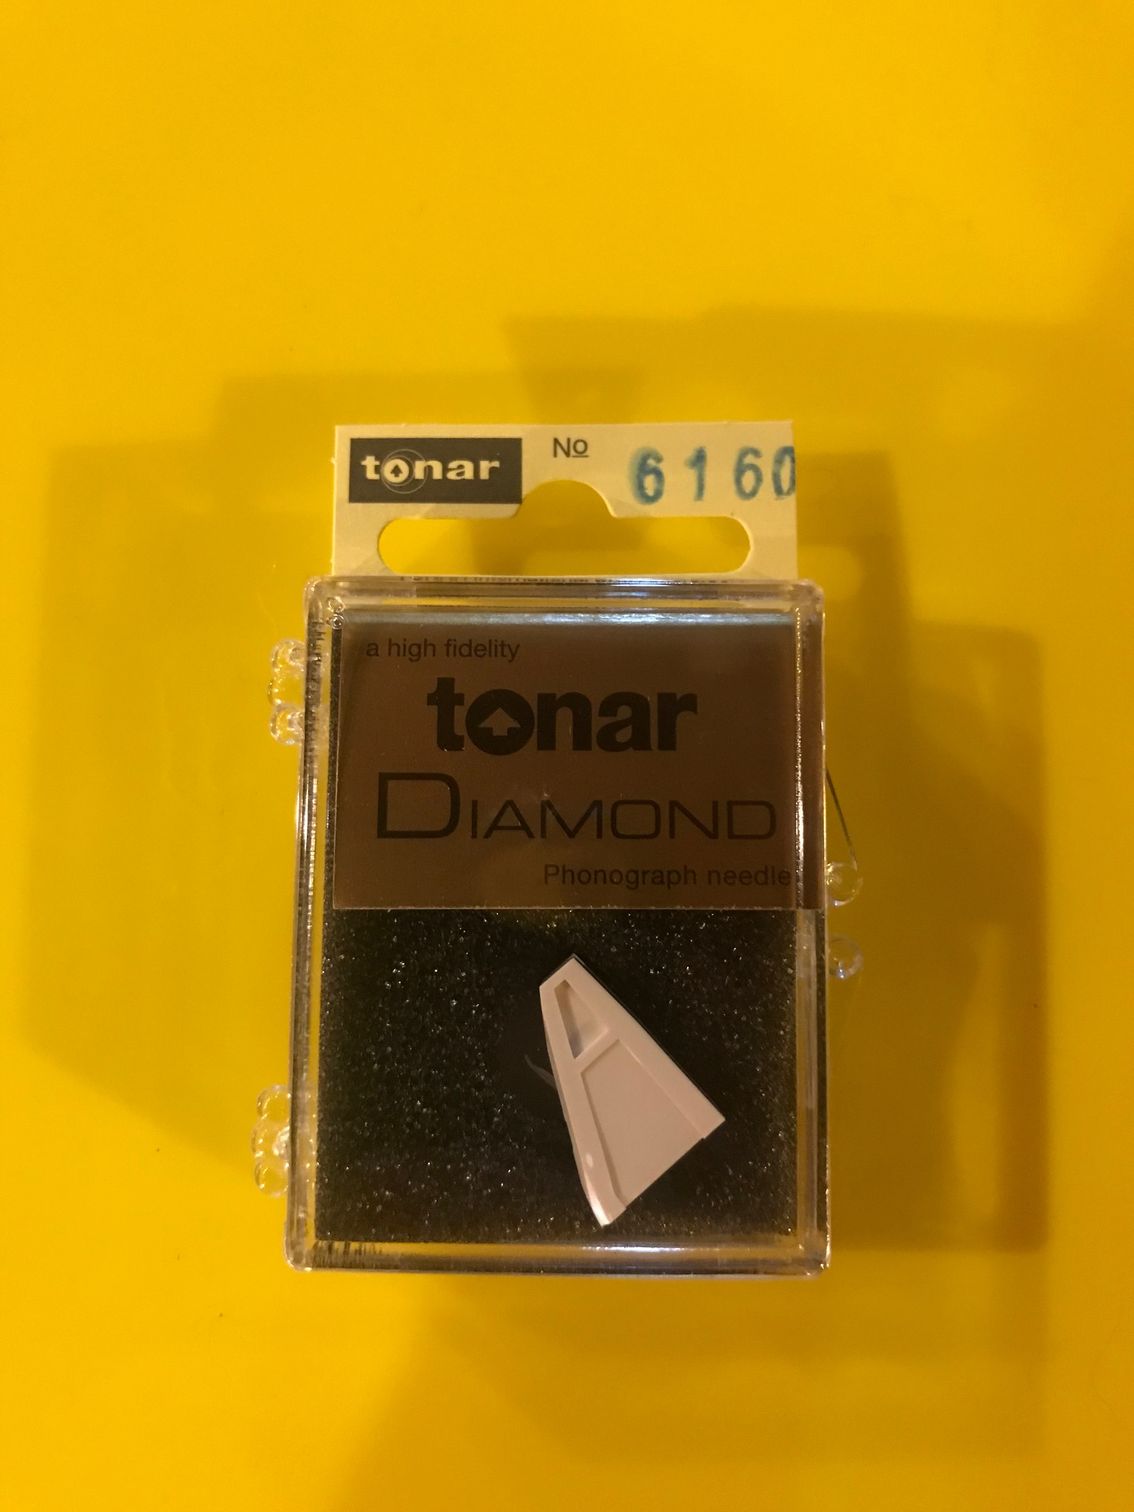 tonar
No 6160
a high fidelity
tonar
DIAMOND
Phonograph needle